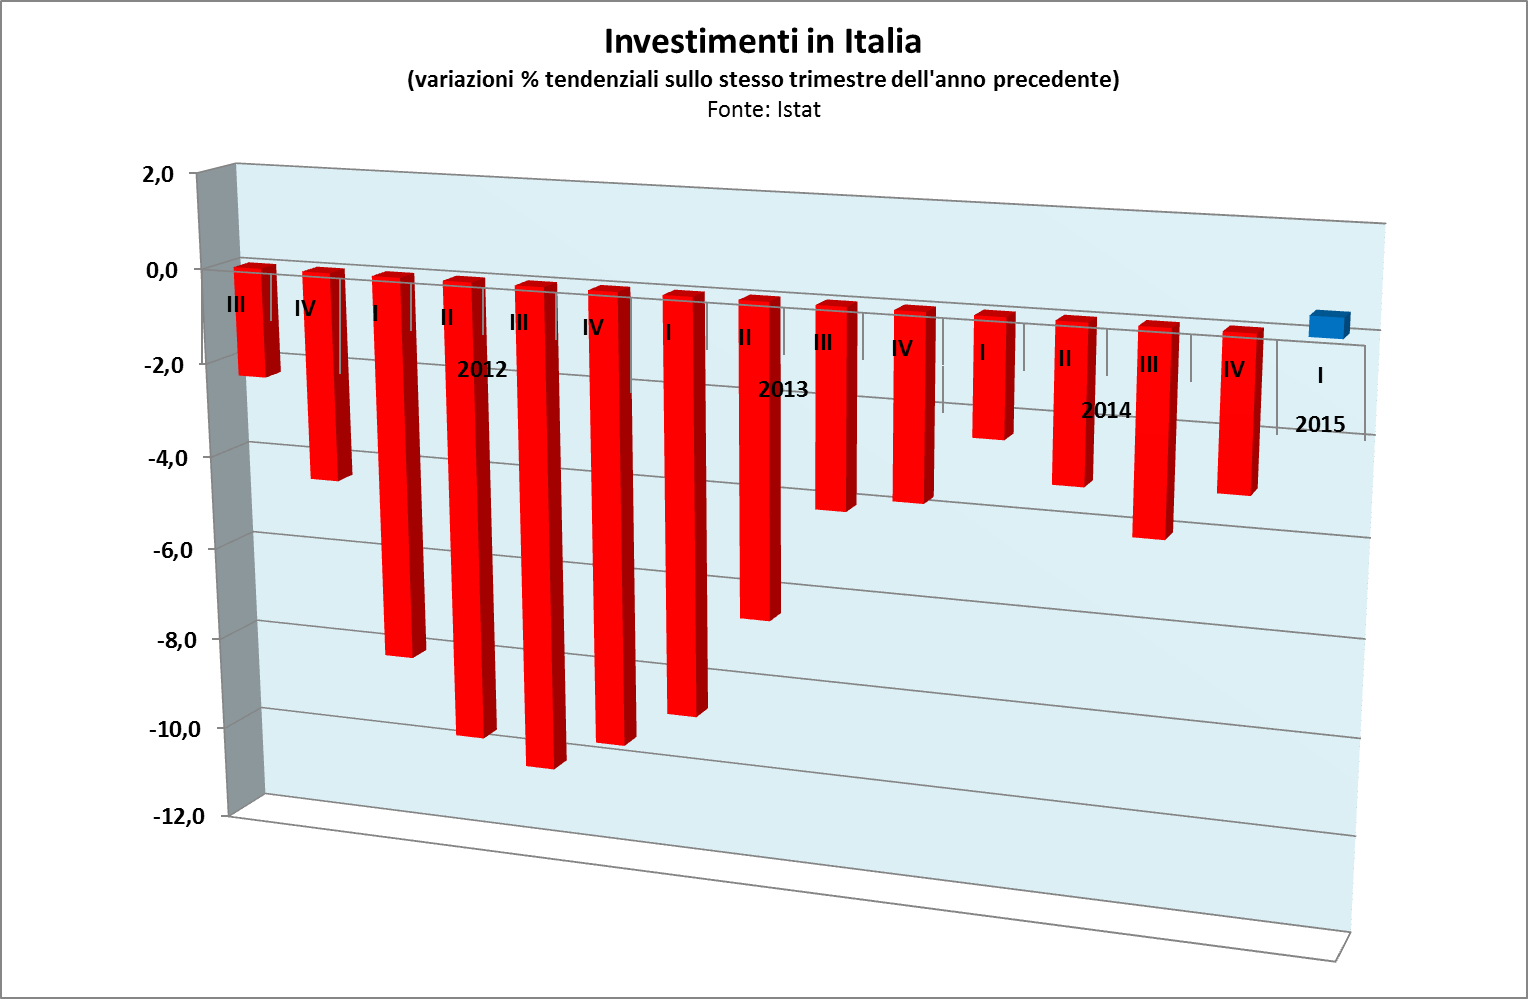 Investimenti in Italia
(variazioni % tendenziali sullo stesso trimestre dell'anno precedente)
Fonte: Istat
2,0
0,0
-2,0
-4,0
-6,0
-8,0
-10,0
-12,0
III IV I II III IV I II III IV I II III IV I
2012 2013 2014 2015